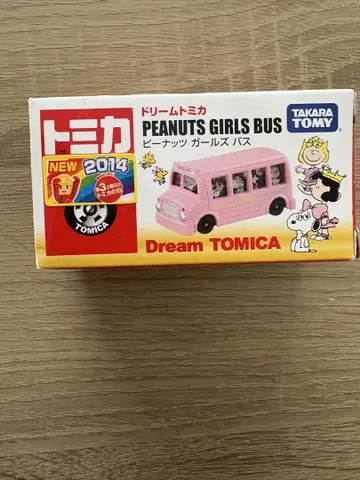 トミカ
ドリームトミカ
PEANUTS GIRLS BUS
ピーナッツ ガールズ バス
TAKARA
TOMY
NEW
2014
TOMICA
Dream TOMICA